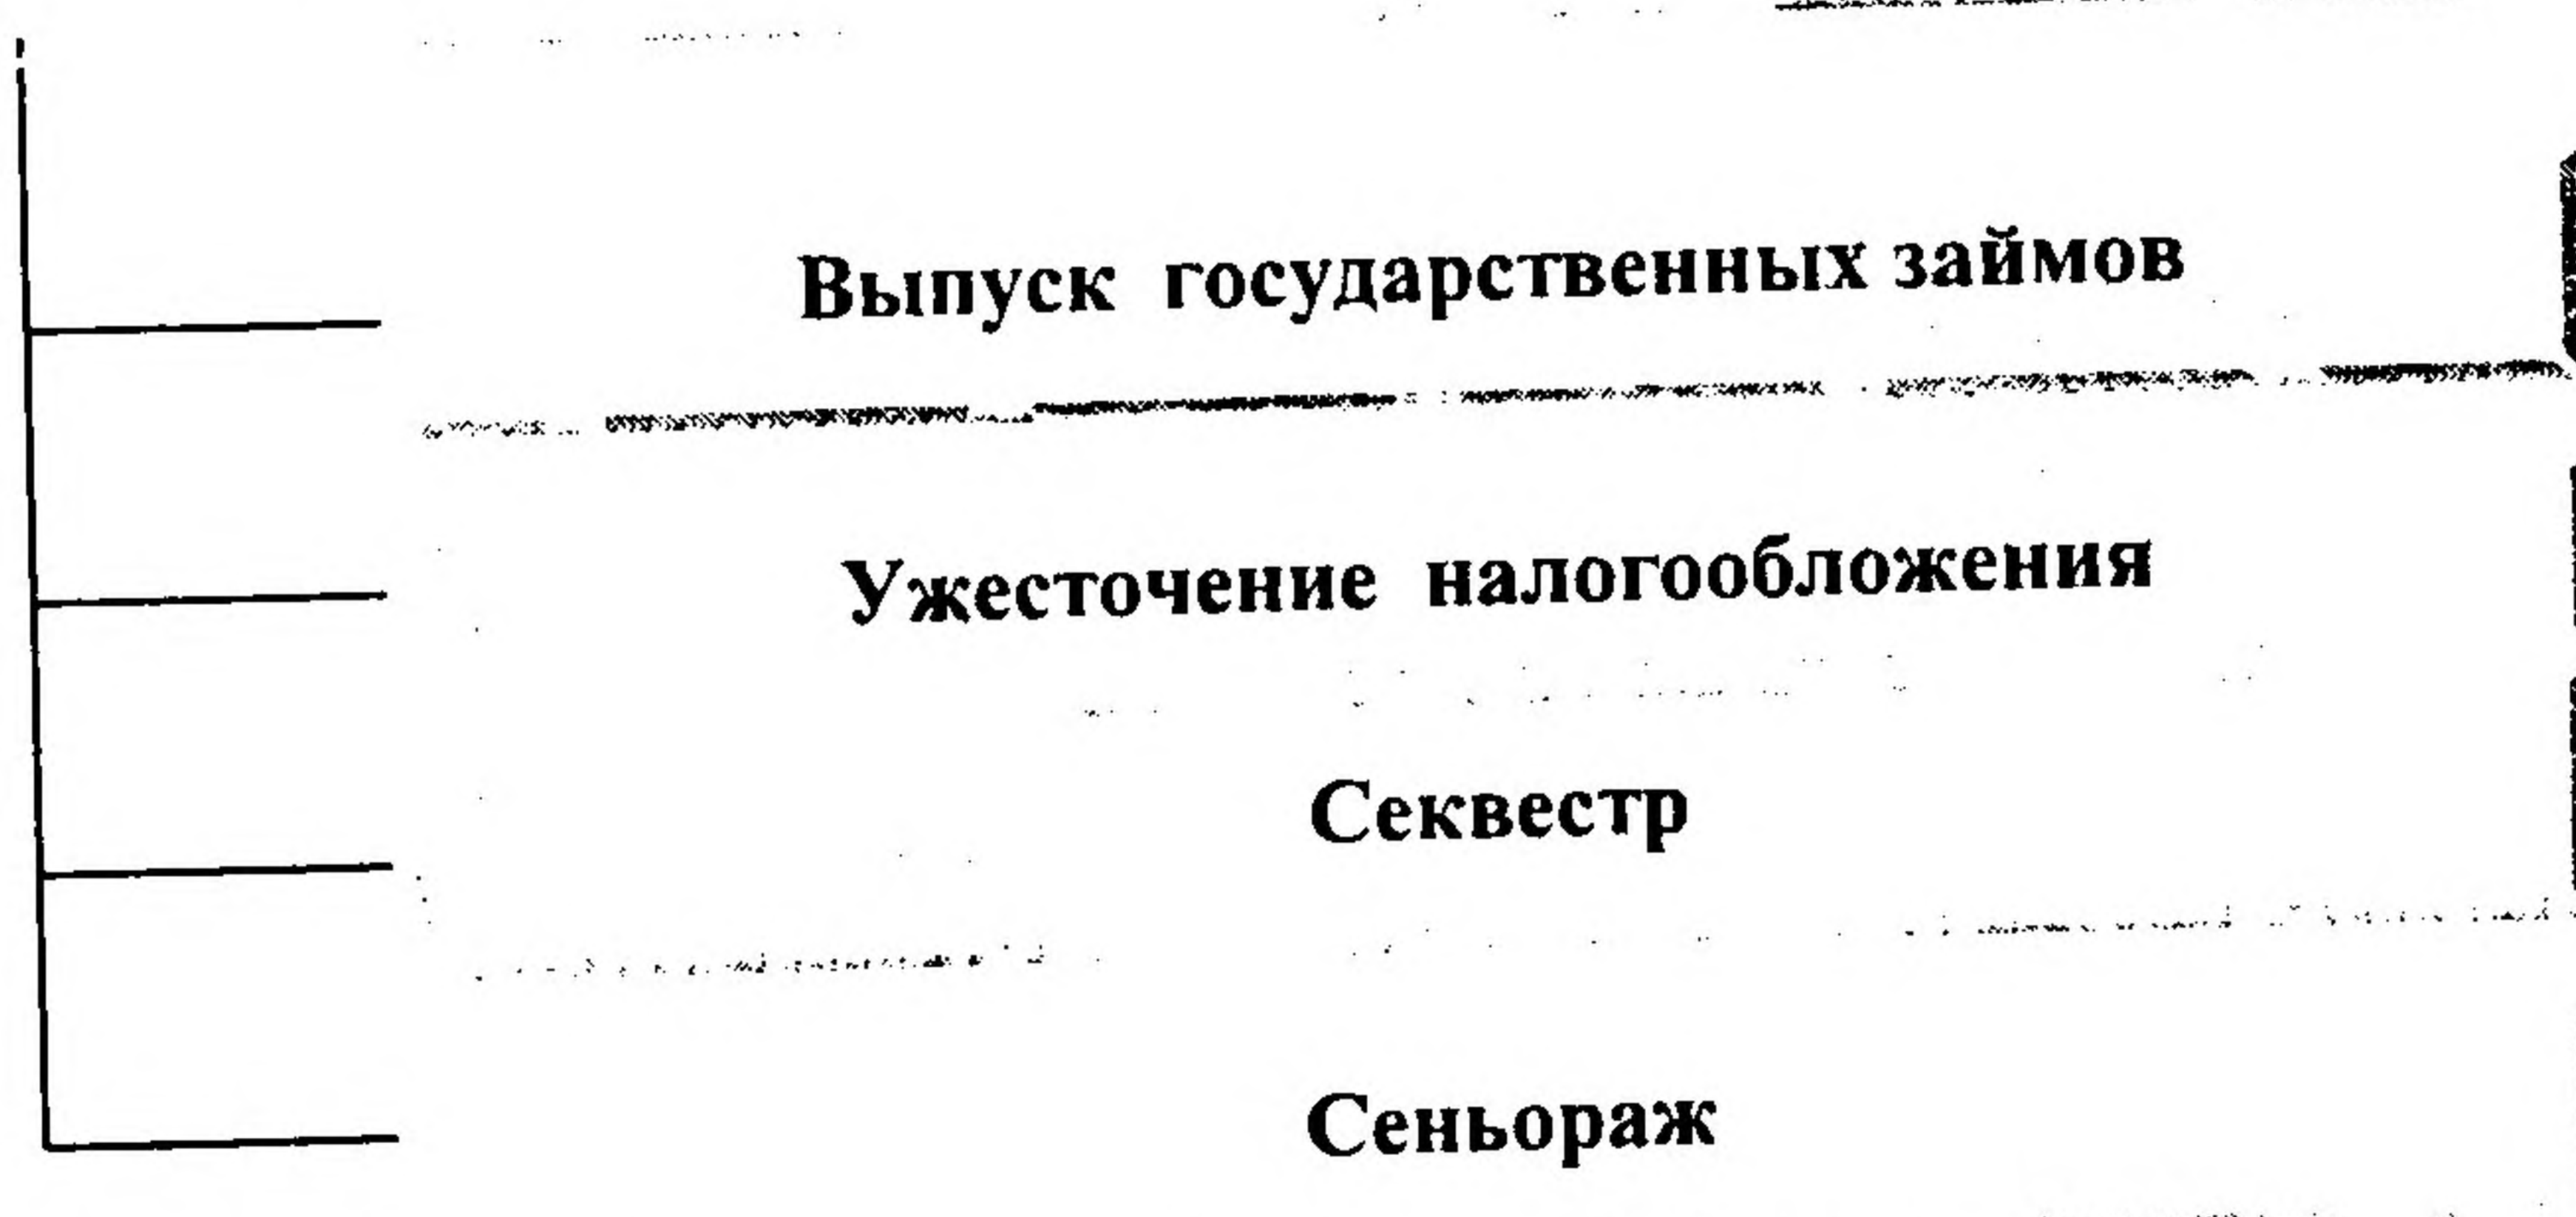 Выпуск государственных займов
Ужесточение налогообложения
Секвестр
Сеньораж